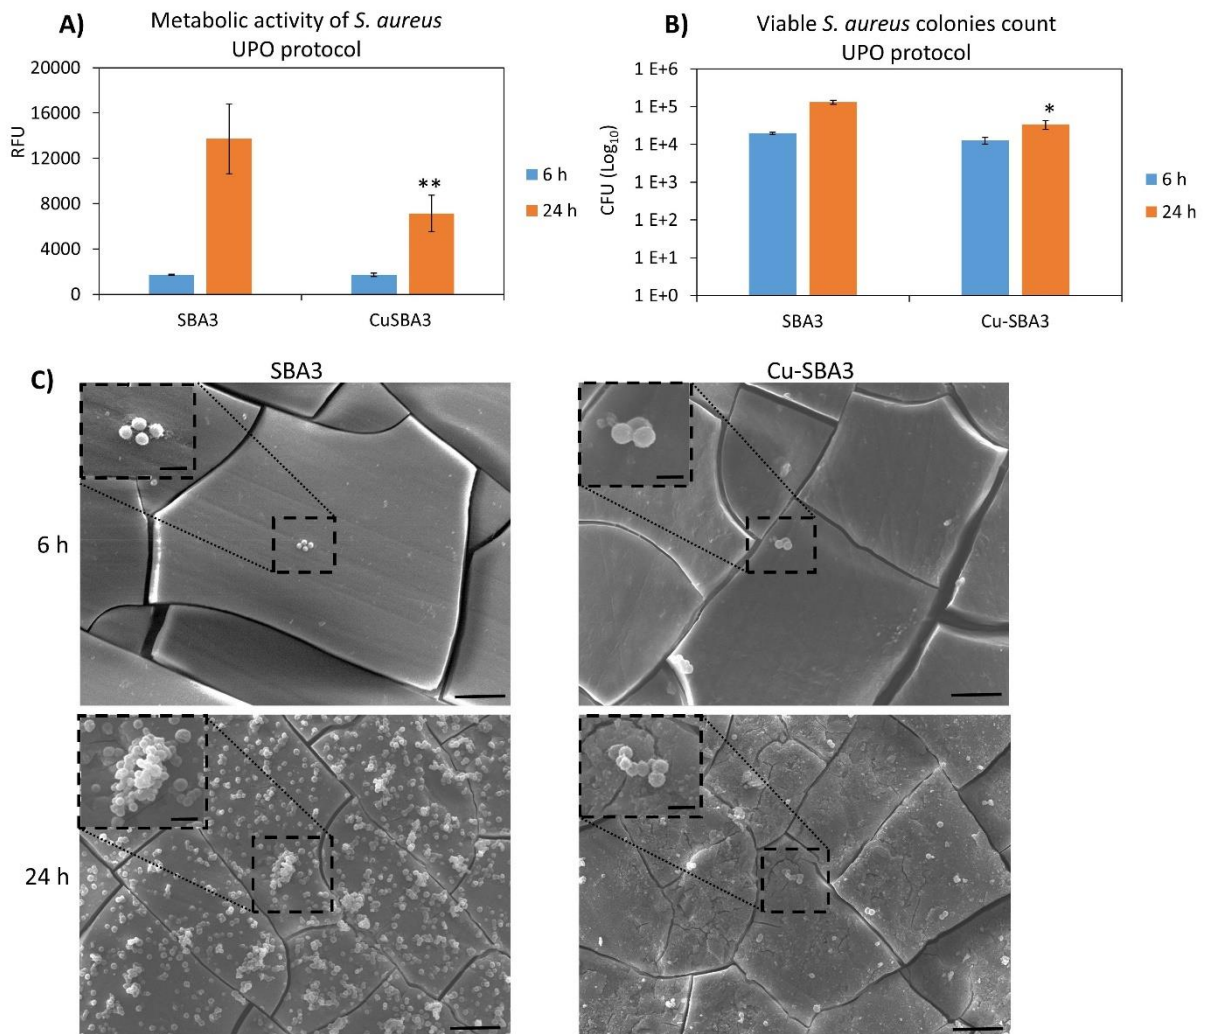 A)
Metabolic activity of S. aureus
UPO protocol
20000
16000
12000
8000
4000
0
RFU
**
SBA3
CuSBA3
6 h
24 h
B)
Viable S. aureus colonies count
UPO protocol
1 E+6
1 E+5
1 E+4
1 E+3
1 E+2
1 E+1
1 E+0
CFU (Log10)
*
SBA3
Cu-SBA3
6 h
24 h
C)
SBA3
Cu-SBA3
6 h
24 h